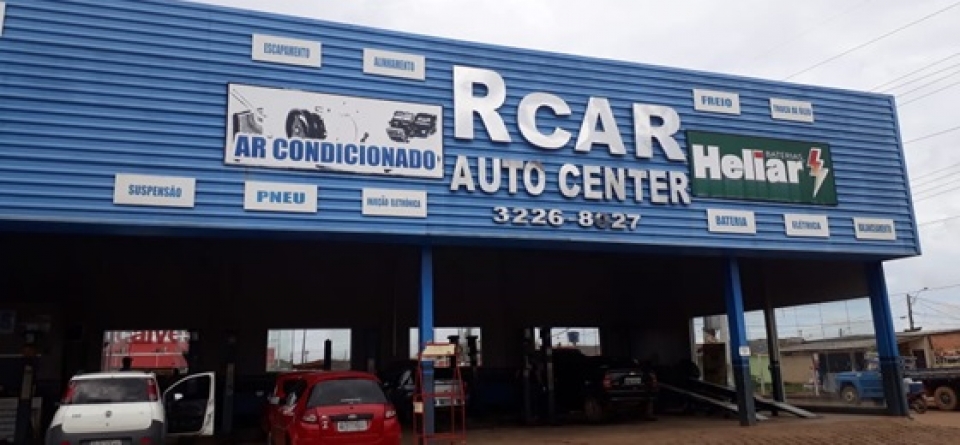 ESCAPAMENTO
ALINHAMENTO
RCAR
AUTO CENTER
FREIO
TROCA DE ÓLEO
AR CONDICIONADO
BATERIAS
Heliar
SUSPENSÃO
PNEU
INJEÇÃO ELETRÔNICA
BATERIA
ELÉTRICA
BALANCEAMENTO